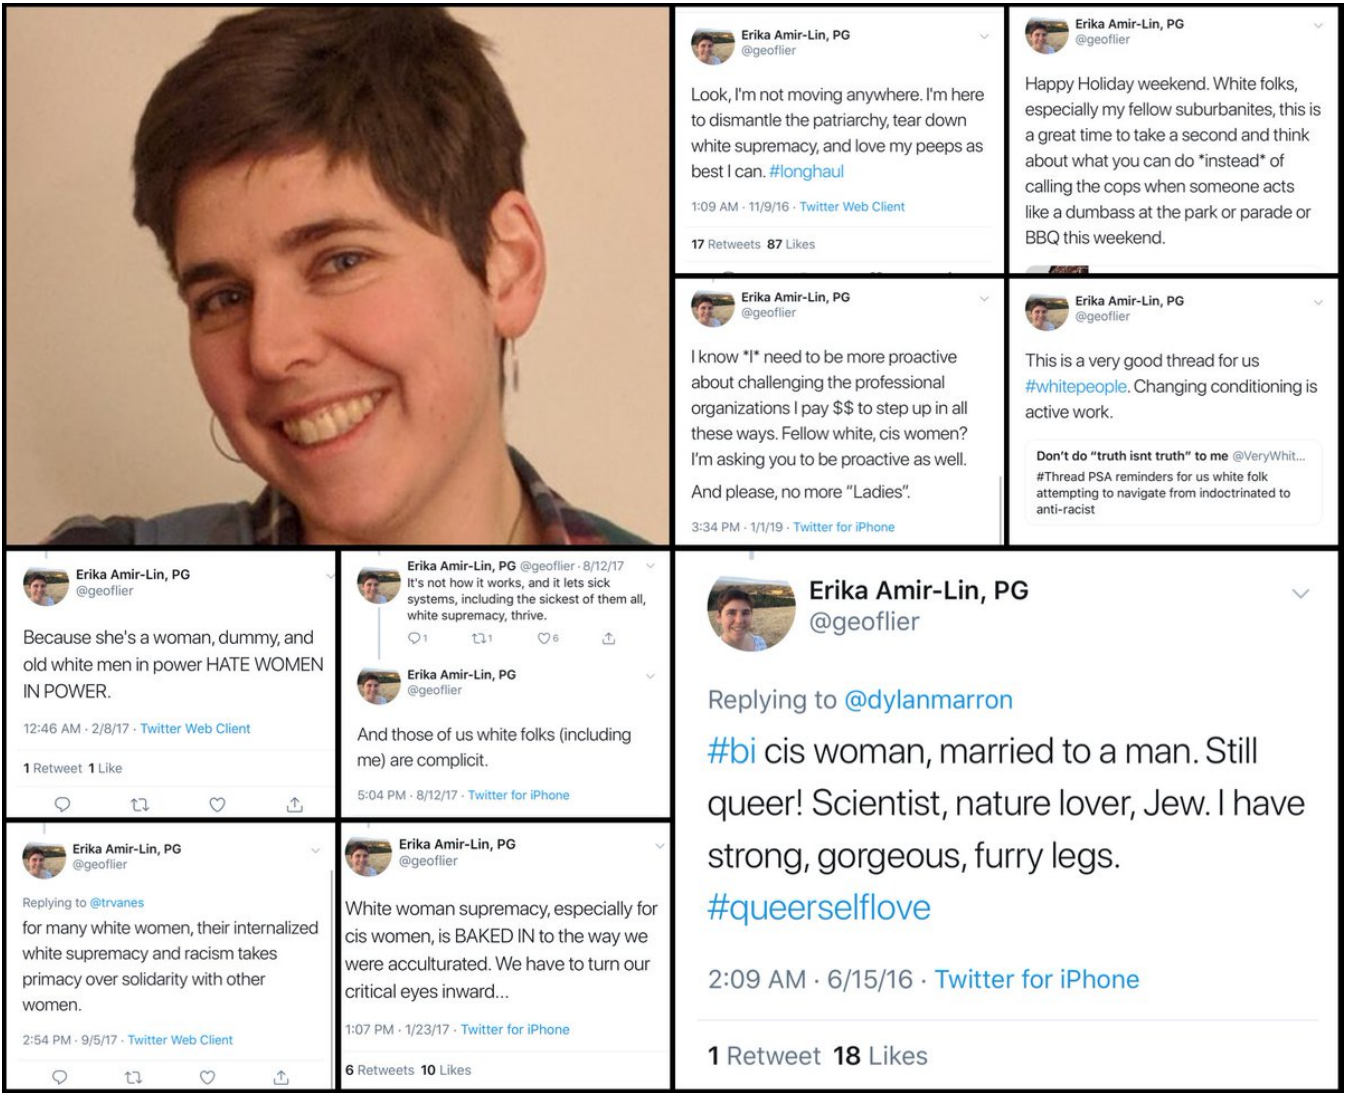 Erika Amir-Lin, PG
@geoflier
Look, I'm not moving anywhere. I'm here
to dismantle the patriarchy, tear down
white supremacy, and love my peeps as
best I can. #longhaul
1:09 AM · 11/9/16 · Twitter Web Client
17 Retweets 87 Likes
Erika Amir-Lin, PG
@geoflier
Happy Holiday weekend. White folks,
especially my fellow suburbanites, this is
a great time to take a second and think
about what you can do *instead* of
calling the cops when someone acts
like a dumbass at the park or parade or
BBQ this weekend.
Erika Amir-Lin, PG
@geoflier
I know *I* need to be more proactive
about challenging the professional
organizations I pay $$ to step up in all
these ways. Fellow white, cis women?
I'm asking you to be proactive as well.
And please, no more “Ladies”.
3:34 PM · 1/1/19 · Twitter for iPhone
Erika Amir-Lin, PG
@geoflier
This is a very good thread for us
#whitepeople. Changing conditioning is
active work.
Don't do “truth isnt truth” to me @VeryWhit...
#Thread PSA reminders for us white folk
attempting to navigate from indoctrinated to
anti-racist
Erika Amir-Lin, PG
@geoflier
Because she's a woman, dummy, and
old white men in power HATE WOMEN
IN POWER.
12:46 AM · 2/8/17 · Twitter Web Client
1 Retweet 1 Like
Erika Amir-Lin, PG @geoflier · 8/12/17
It's not how it works, and it lets sick
systems, including the sickest of them all,
white supremacy, thrive.
1 1 6
Erika Amir-Lin, PG
@geoflier
And those of us white folks (including
me) are complicit.
5:04 PM · 8/12/17 · Twitter for iPhone
Erika Amir-Lin, PG
@geoflier
Replying to @dylanmarron
#bi cis woman, married to a man. Still
queer! Scientist, nature lover, Jew. I have
strong, gorgeous, furry legs.
#queerselflove
2:09 AM · 6/15/16 · Twitter for iPhone
1 Retweet 18 Likes
Erika Amir-Lin, PG
@geoflier
Replying to @trvanes
for many white women, their internalized
white supremacy and racism takes
primacy over solidarity with other
women.
2:54 PM · 9/5/17 · Twitter Web Client
Erika Amir-Lin, PG
@geoflier
White woman supremacy, especially for
cis women, is BAKED IN to the way we
were acculturated. We have to turn our
critical eyes inward...
1:07 PM · 1/23/17 · Twitter for iPhone
6 Retweets 10 Likes